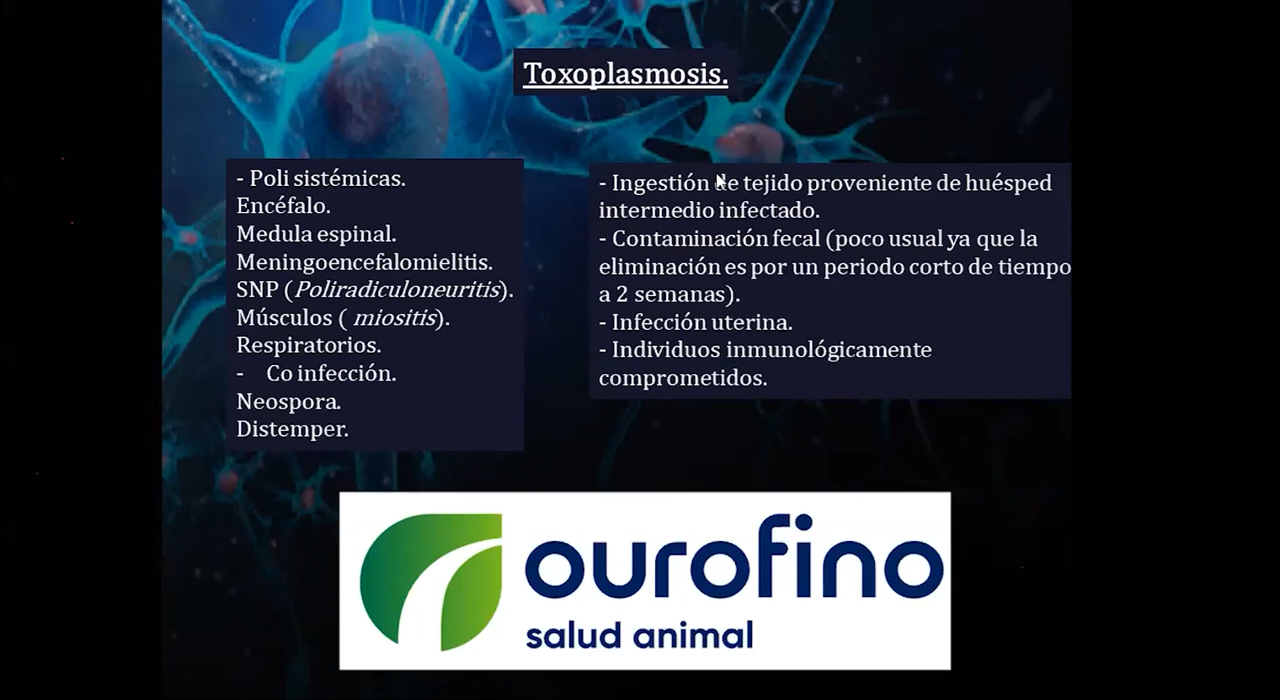 Toxoplasmosis.
- Poli sistémicas.
Encéfalo.
Medula espinal.
Meningoencefalomielitis.
SNP (Poliradiculoneuritis).
Músculos ( miositis).
Respiratorios.
- Co infección.
Neospora.
Distemper.
- Ingestión de tejido proveniente de huésped
intermedio infectado.
- Contaminación fecal (poco usual ya que la
eliminación es por un periodo corto de tiempo
a 2 semanas).
- Infección uterina.
- Individuos inmunológicamente
comprometidos.
ourofino
salud animal